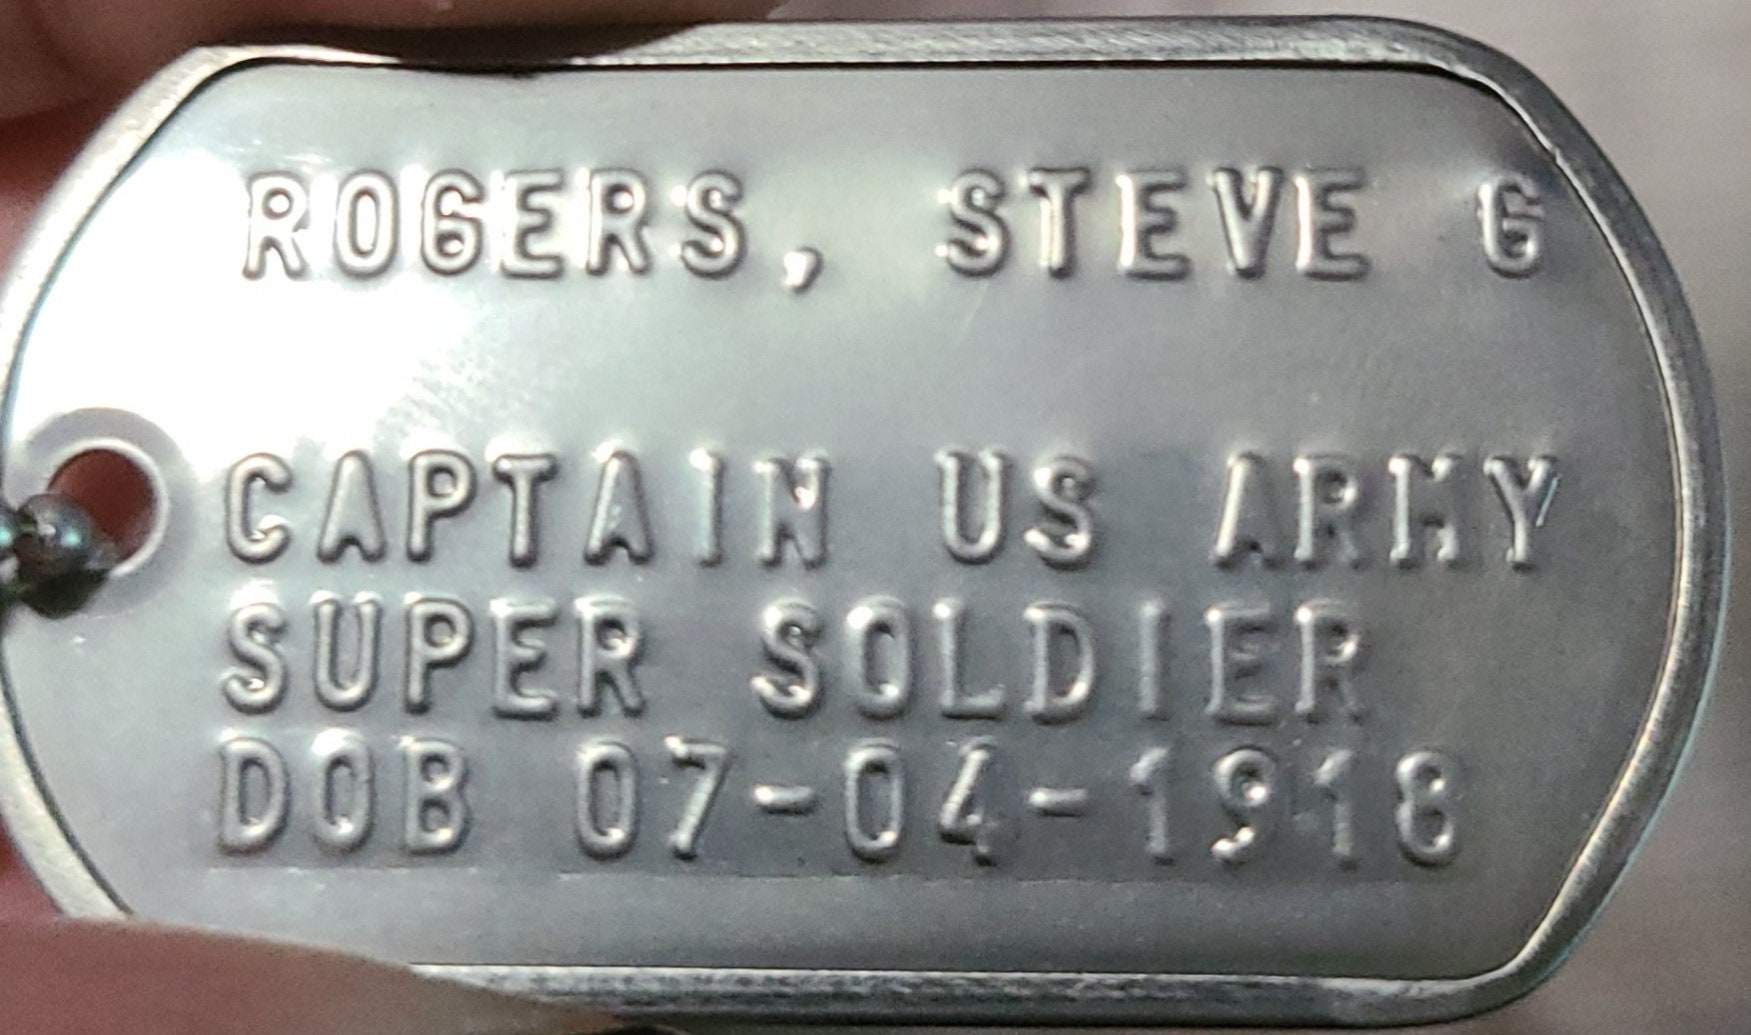 ROGERS, STEVE G
CAPTAIN US ARMY
SUPER SOLDIER
DOB 07-04-1918